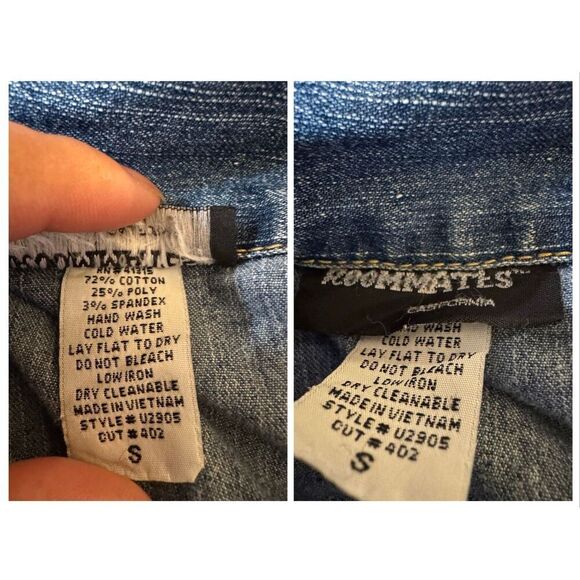 RN# 41315
72% COTTON
25% POLY
3% SPANDEX
HAND WASH
COLD WATER
LAY FLAT TO DRY
DO NOT BLEACH
LOW IRON
DRY CLEANABLE
MADE IN VIETNAM
STYLE# U2905
CUT# 402
S
ROOMMATES
CALIFORNIA
HAND WASH
COLD WATER
LAY FLAT TO DRY
DO NOT BLEACH
LOW IRON
DRY CLEANABLE
MADE IN VIETNAM
STYLE# U2905
CUT# 402
S